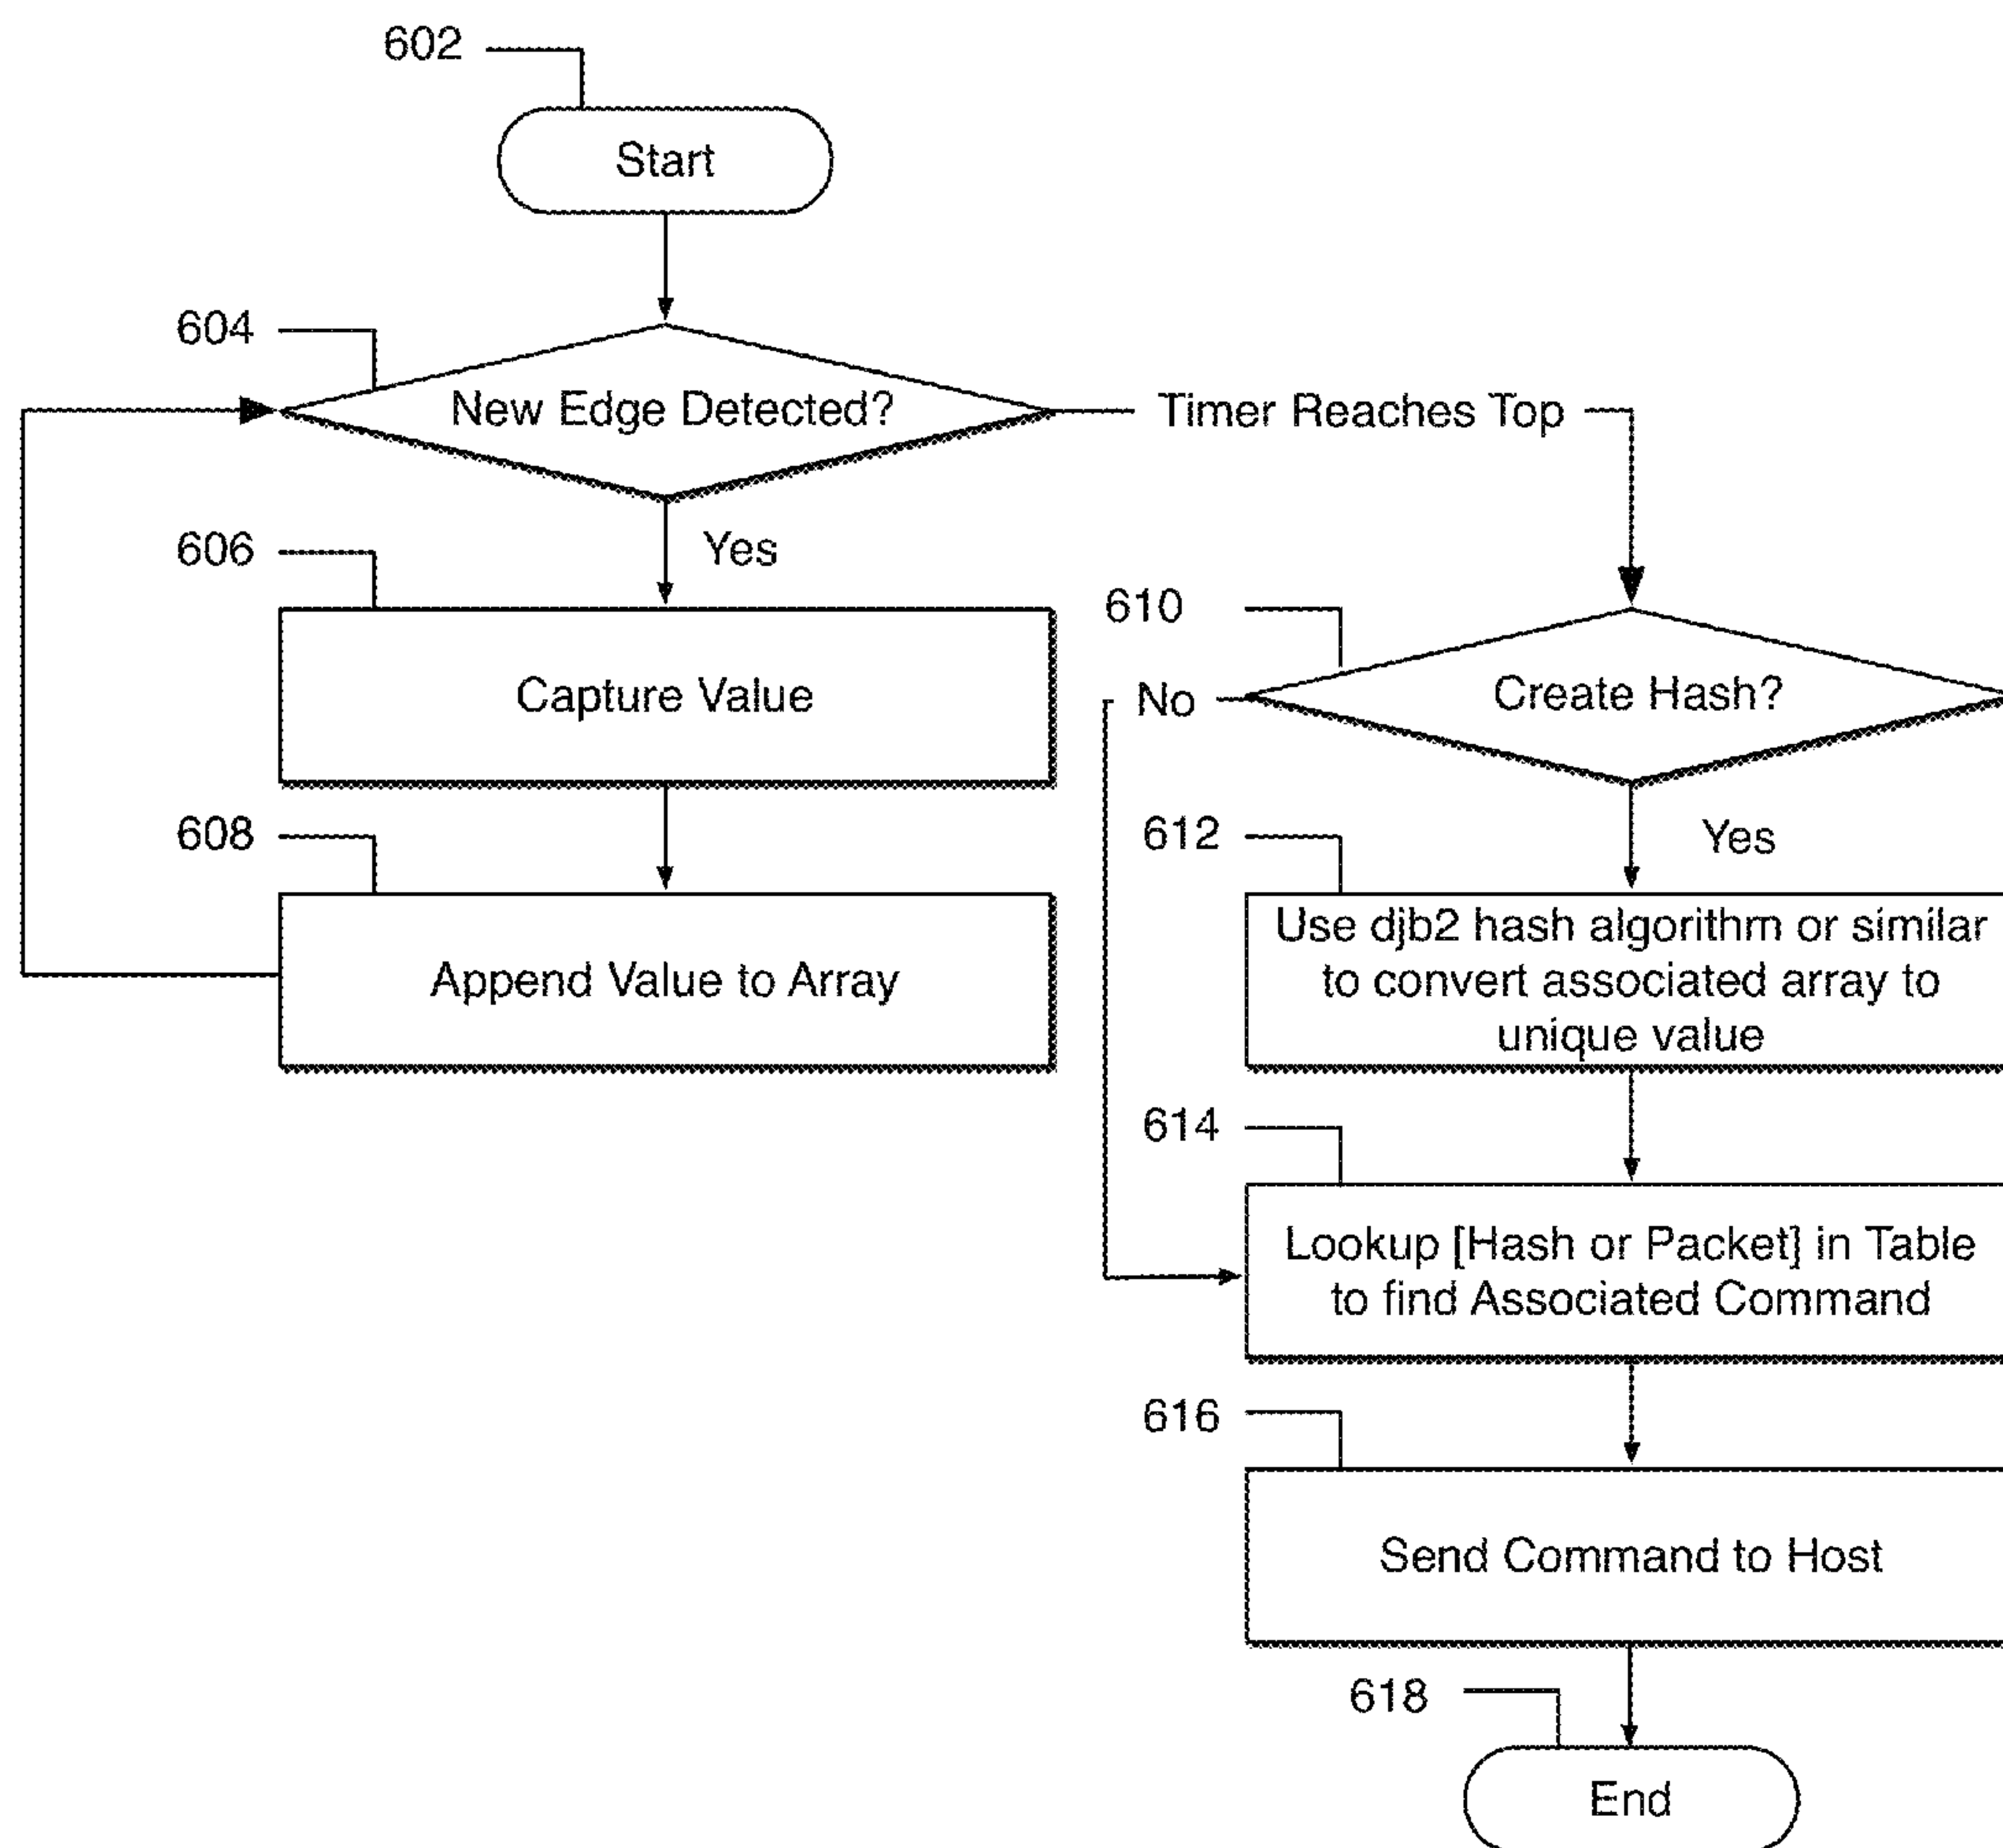 602
Start
604
New Edge Detected?
Timer Reaches Top
606
Yes
Capture Value
608
Append Value to Array
610
No
Create Hash?
612
Yes
Use djb2 hash algorithm or similar
to convert associated array to
unique value
614
Lookup [Hash or Packet] in Table
to find Associated Command
616
Send Command to Host
618
End